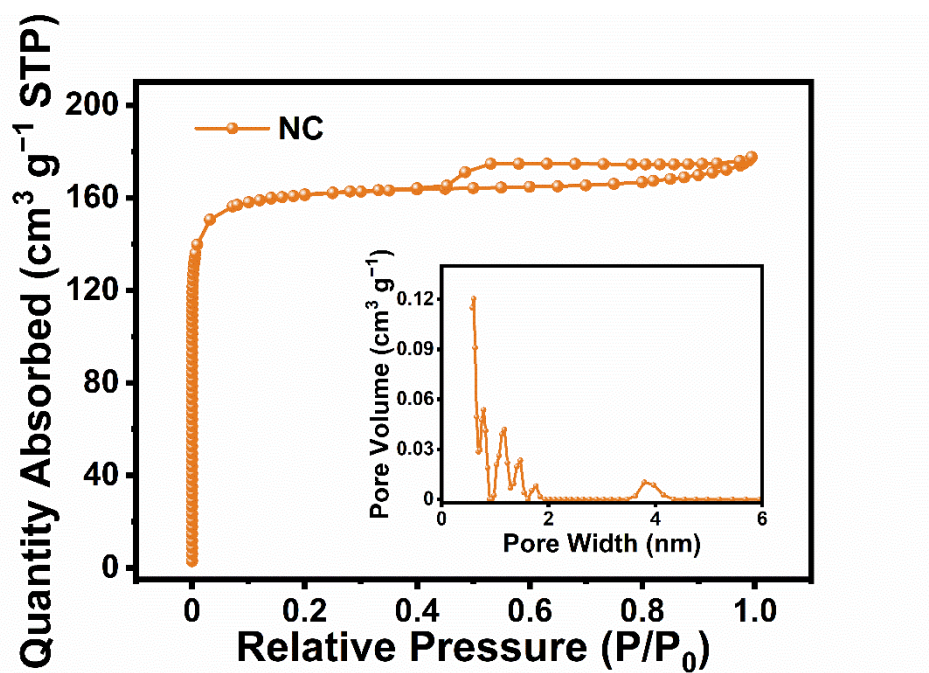 Quantity Absorbed (cm³ g⁻¹ STP)
200
160
120
80
40
0
NC
Pore Volume (cm³ g⁻¹)
0.12
0.09
0.06
0.03
0
0 2 4 6
Pore Width (nm)
0 0.2 0.4 0.6 0.8 1.0
Relative Pressure (P/P₀)